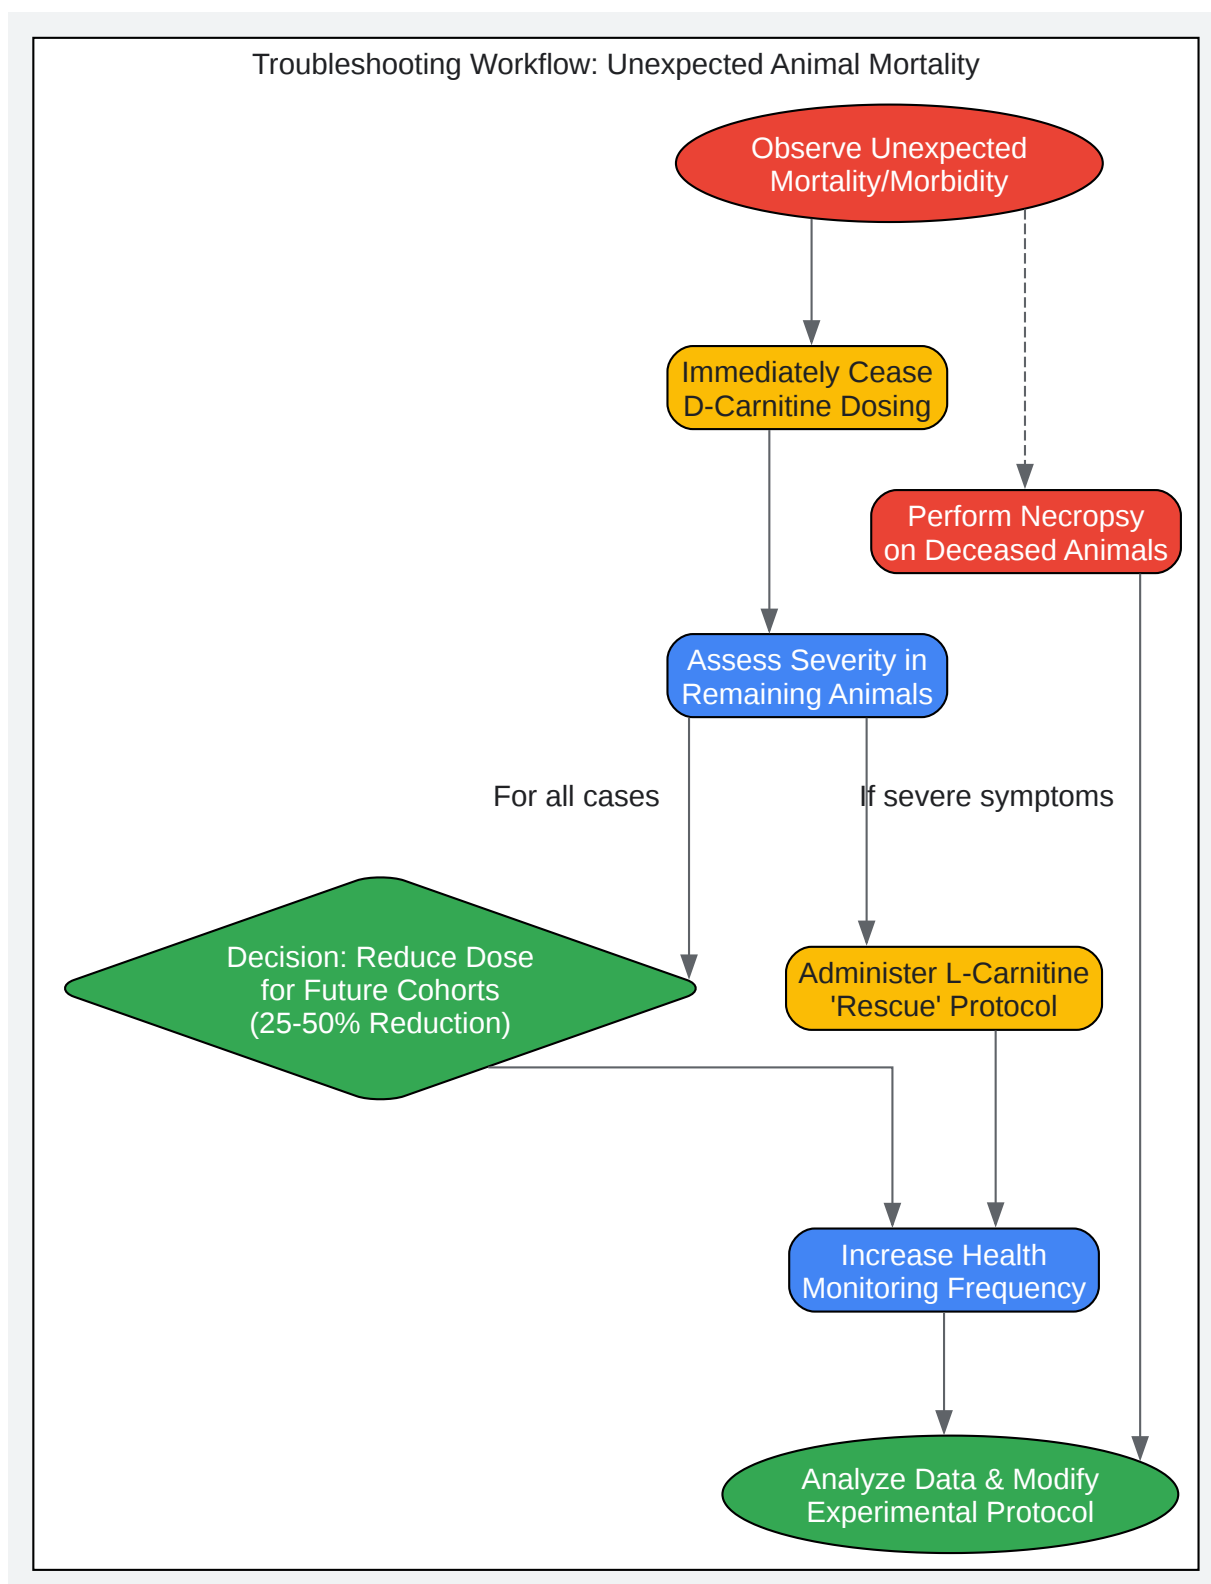 Troubleshooting Workflow: Unexpected Animal Mortality
Observe Unexpected
Mortality/Morbidity
Immediately Cease
D-Carnitine Dosing
Perform Necropsy
on Deceased Animals
Assess Severity in
Remaining Animals
For all cases
If severe symptoms
Decision: Reduce Dose
for Future Cohorts
(25-50% Reduction)
Administer L-Carnitine
'Rescue' Protocol
Increase Health
Monitoring Frequency
Analyze Data & Modify
Experimental Protocol